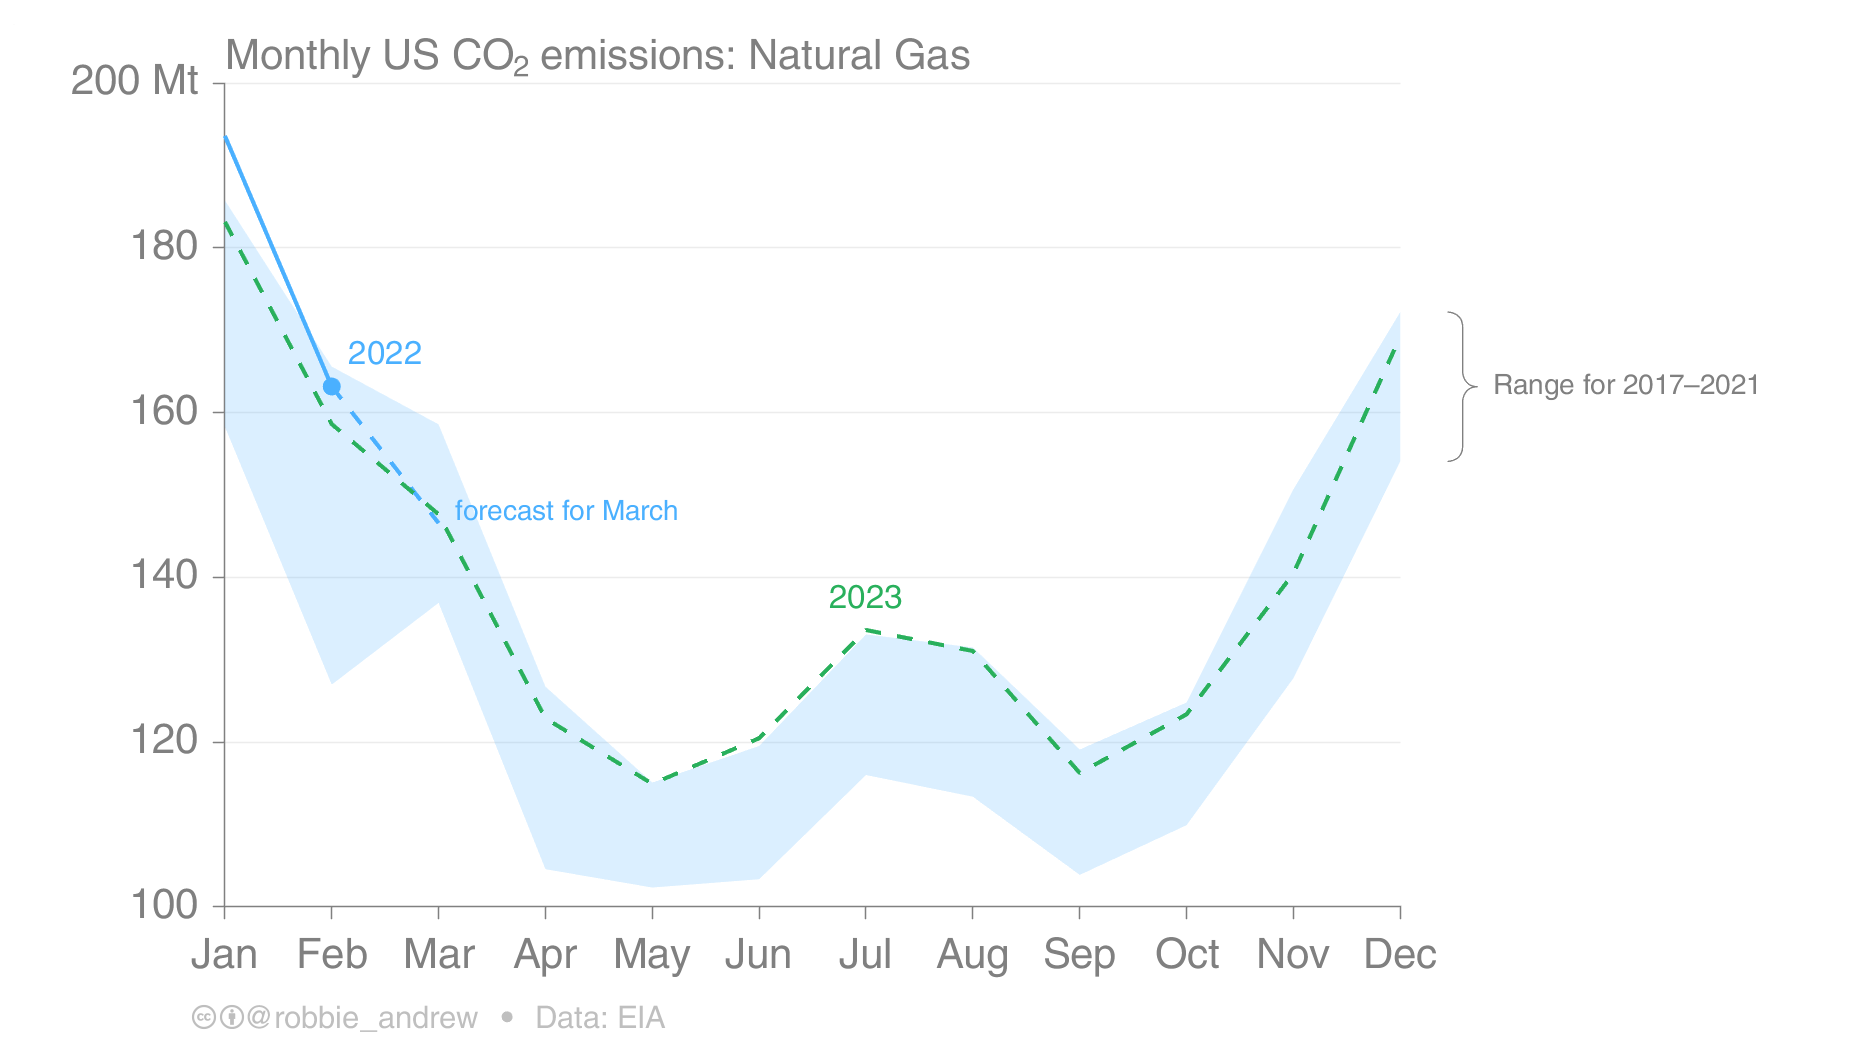 Monthly US CO₂ emissions: Natural Gas
200 Mt
180
160
140
120
100
2022
forecast for March
2023
Range for 2017–2021
Jan Feb Mar Apr May Jun Jul Aug Sep Oct Nov Dec
cc @robbie_andrew • Data: EIA